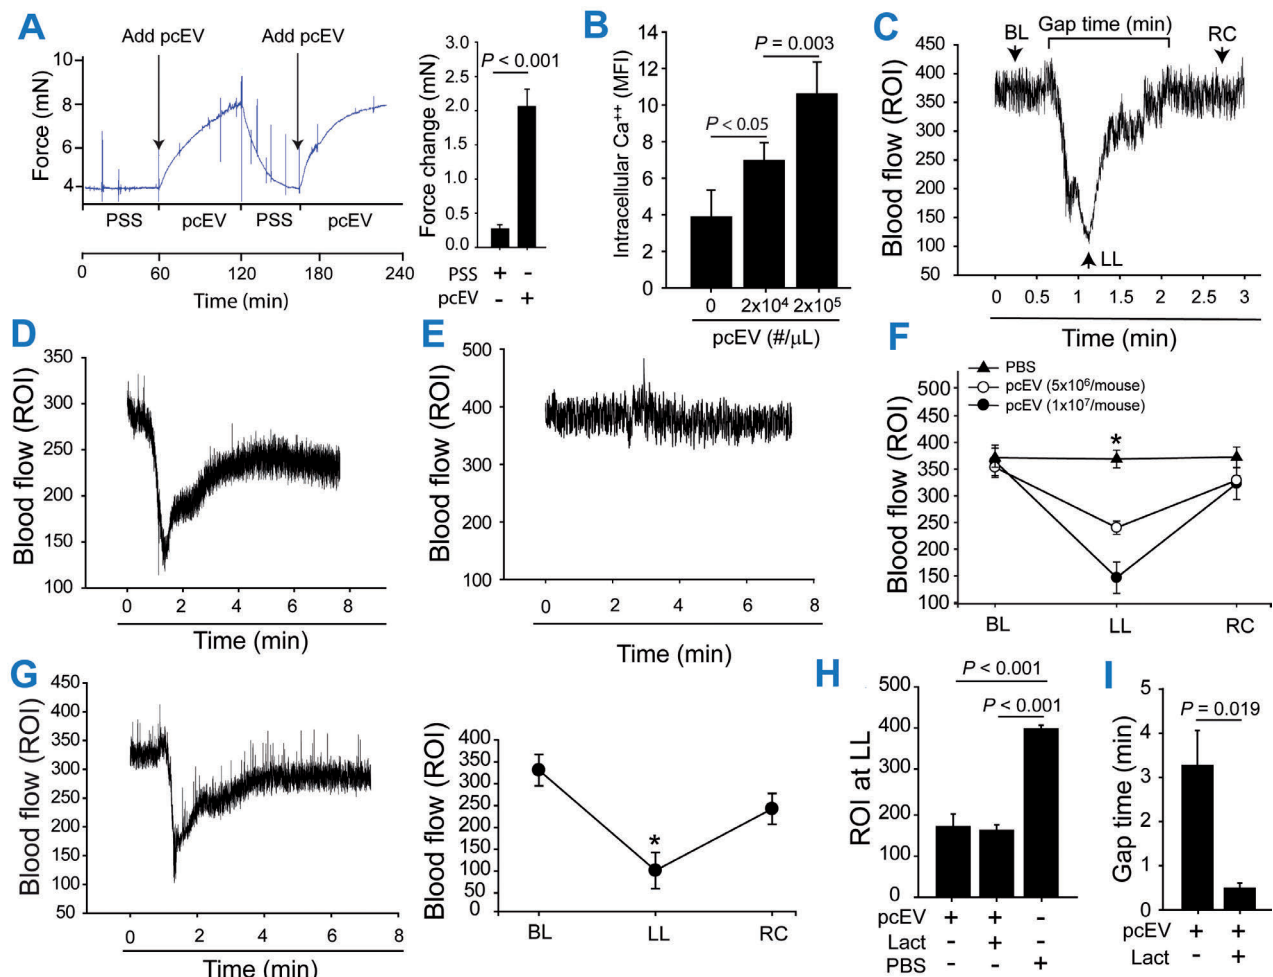 A
Add pcEV
Add pcEV
Force (mN)
10
8
6
4
PSS
pcEV
PSS
pcEV
0
60
120
180
240
Time (min)
Force change (mN)
3.0
2.5
2.0
1.5
1.0
0.5
0.0
P < 0.001
PSS + -
pcEV - +
B
Intracellular Ca++ (MFI)
14
12
10
8
6
4
2
0
P = 0.003
P < 0.05
0 2x10⁴ 2x10⁵
pcEV (#/µL)
C
Gap time (min)
BL
RC
LL
Blood flow (ROI)
450
400
350
300
250
200
150
100
50
0 0.5 1 1.5 2 2.5 3
Time (min)
D
Blood flow (ROI)
350
300
250
200
150
100
0 2 4 6 8
Time (min)
E
Blood flow (ROI)
500
400
300
200
100
0 2 4 6 8
Time (min)
F
PBS
pcEV (5x10⁶/mouse)
pcEV (1x10⁷/mouse)
*
Blood flow (ROI)
500
450
400
350
300
250
200
150
100
BL LL RC
G
Blood flow (ROI)
450
400
350
300
250
200
150
100
50
0 2 4 6 8
Time (min)
Blood flow (ROI)
400
350
300
250
200
150
100
50
0
*
BL LL RC
H
P < 0.001
P < 0.001
ROI at LL
500
400
300
200
100
0
pcEV + + -
Lact - + -
PBS - - +
I
P = 0.019
Gap time (min)
5
4
3
2
1
0
pcEV + +
Lact - +